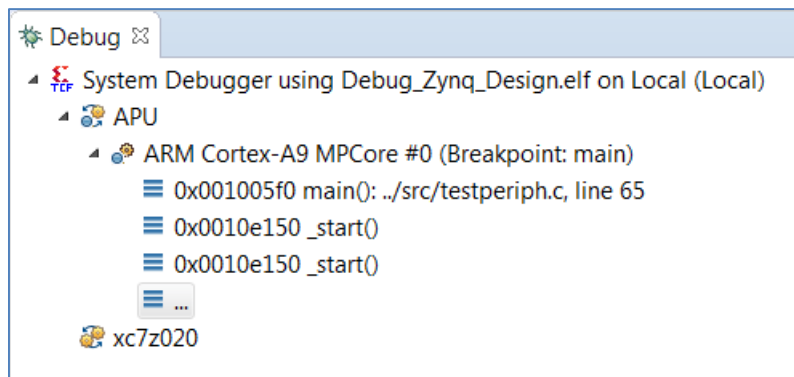 Debug
TCF System Debugger using Debug_Zynq_Design.elf on Local (Local)
APU
ARM Cortex-A9 MPCore #0 (Breakpoint: main)
0x001005f0 main(): ../src/testperiph.c, line 65
0x0010e150 _start()
0x0010e150 _start()
...
xc7z020